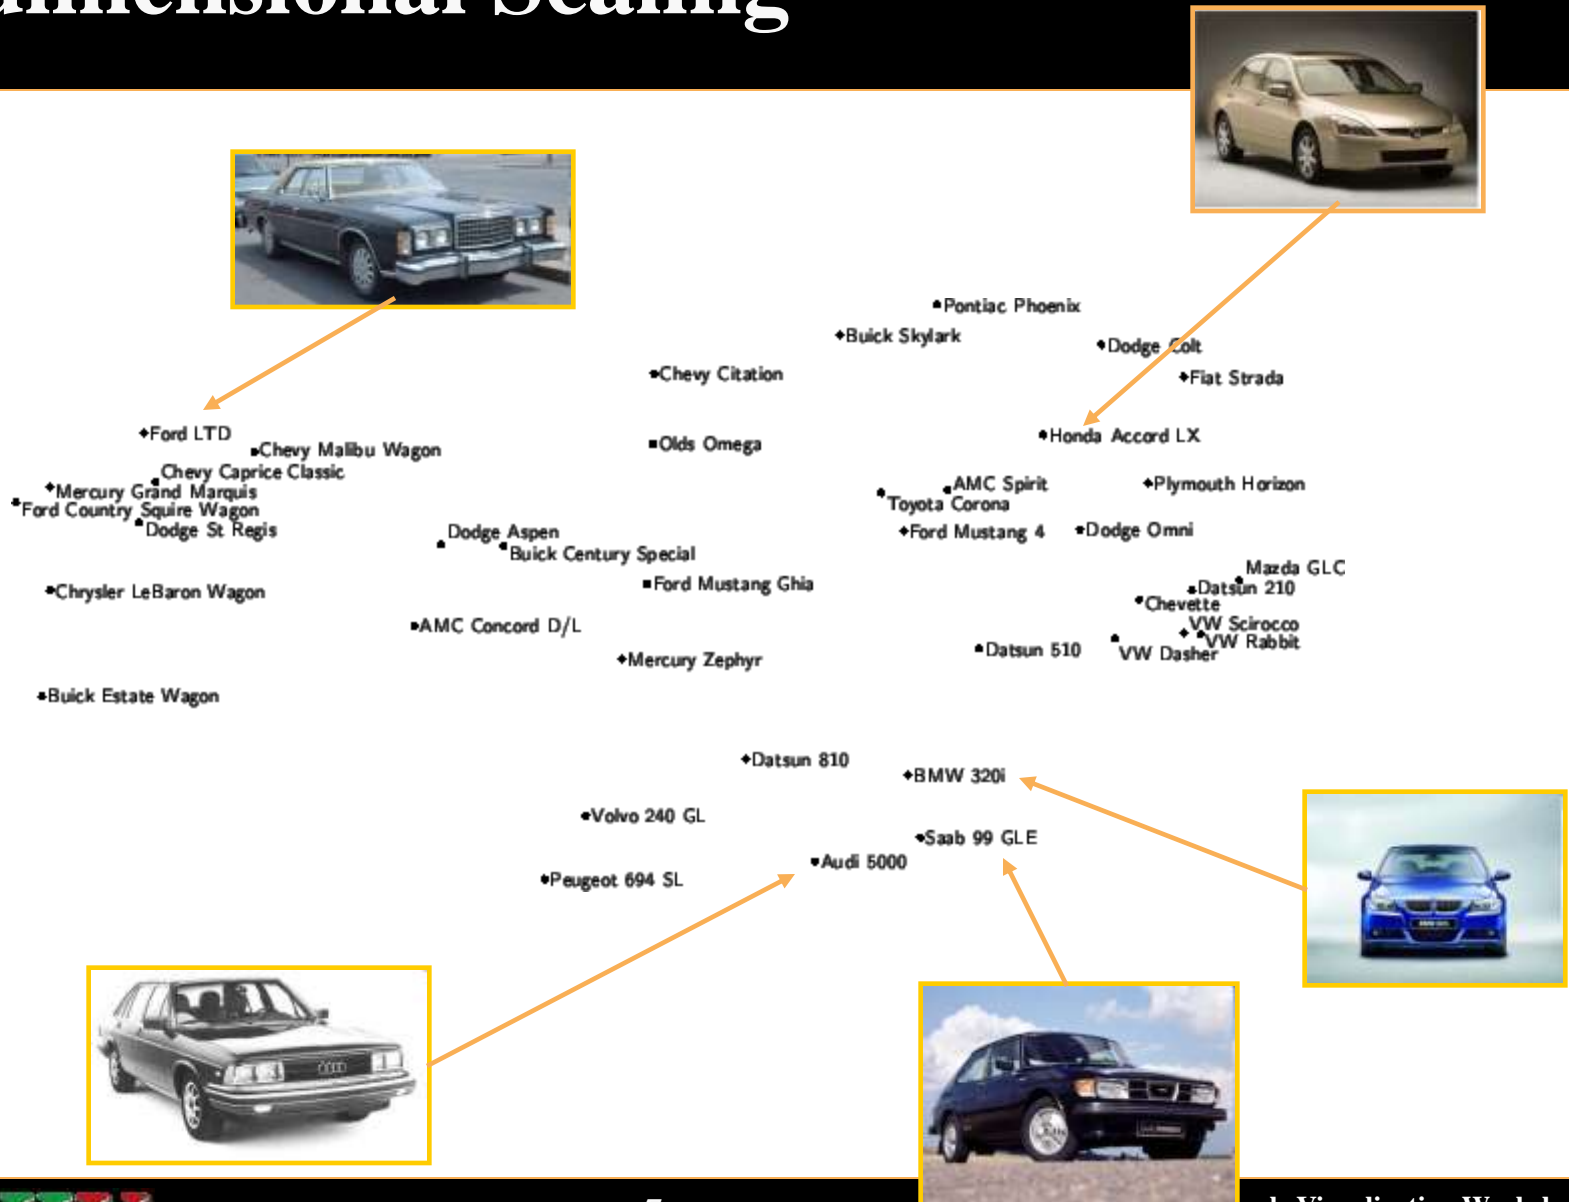 Scaling
Pontiac Phoenix
Buick Skylark
Dodge Colt
Chevy Citation
Fiat Strada
Ford LTD
Honda Accord LX
Chevy Malibu Wagon
Olds Omega
Chevy Caprice Classic
Mercury Grand Marquis
AMC Spirit
Plymouth Horizon
Ford Country Squire Wagon
Toyota Corona
Dodge St Regis
Dodge Aspen
Ford Mustang 4
Dodge Omni
Buick Century Special
Mazda GLC
Chrysler LeBaron Wagon
Ford Mustang Ghia
Datsun 210
Chevette
AMC Concord D/L
VW Scirocco
VW Rabbit
Datsun 510
VW Dasher
Mercury Zephyr
Buick Estate Wagon
Datsun 810
BMW 320i
Volvo 240 GL
Saab 99 GLE
Audi 5000
Peugeot 694 SL